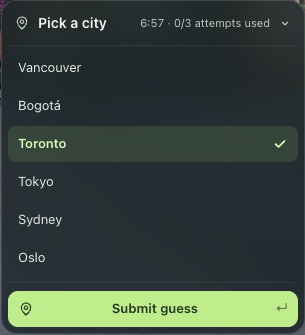 Pick a city 6:57 · 0/3 attempts used
Vancouver
Bogotá
Toronto
Tokyo
Sydney
Oslo
Submit guess